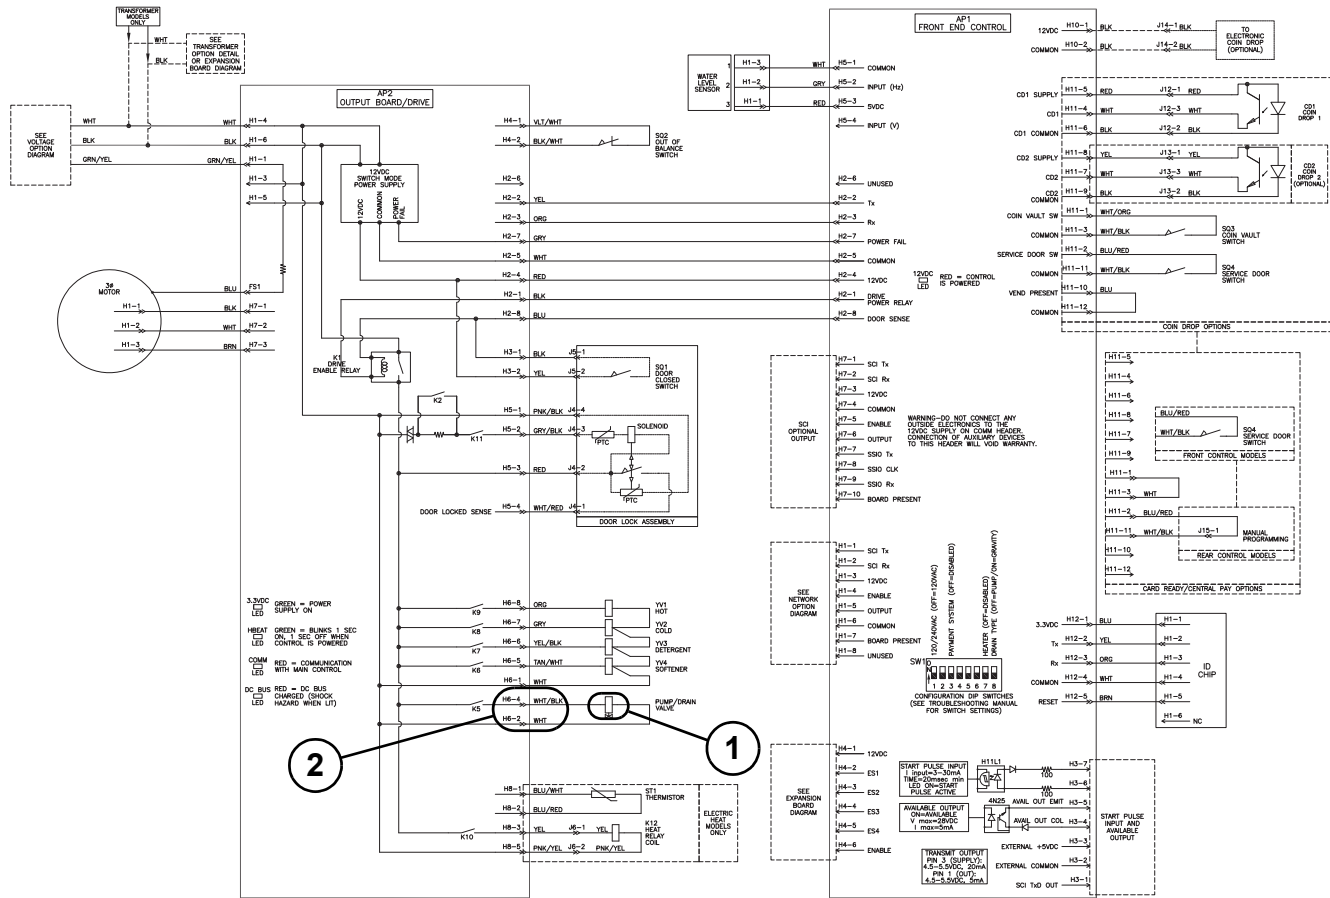 TRANSFORMER
MODELS
ONLY
WHT
BLK
SEE
TRANSFORMER
OPTION DETAIL
OR EXPANSION
BOARD DIAGRAM
SEE
VOLTAGE
OPTION
DIAGRAM
WHT
BLK
GRN/YEL
WHT
BLK
GRN/YEL
AP2
OUTPUT BOARD/DRIVE
H1-4
H1-6
H1-1
H1-3
H1-5
12VDC
SWITCH MODE
POWER SUPPLY
12VDC
COMMON
POWER
FAIL
3ø
MOTOR
H1-1
H1-2
H1-3
BLU
BLK
WHT
BRN
FS1
H7-1
H7-2
H7-3
K1
DRIVE
ENABLE RELAY
K2
K11
H4-1 VLT/WHT
H4-2 BLK/WHT
SQ2
OUT OF
BALANCE
SWITCH
H2-6
H2-2 YEL
H2-3 ORG
H2-7 GRY
H2-5 WHT
H2-4 RED
H2-1 BLK
H2-8 BLU
H3-1 BLK J5-1
H3-2 YEL J5-2
SQ1
DOOR
CLOSED
SWITCH
H5-1 PNK/BLK J4-4
H5-2 GRY/BLK J4-3
SOLENOID
PTC
H5-3 RED J4-2
PTC
DOOR LOCKED SENSE H5-4 WHT/RED J4-1
DOOR LOCK ASSEMBLY
3.3VDC
LED
GREEN = POWER
SUPPLY ON
HBEAT
LED
GREEN = BLINKS 1 SEC
ON, 1 SEC OFF WHEN
CONTROL IS POWERED
COMM
LED
RED = COMMUNICATION
WITH MAIN CONTROL
DC BUS
LED
RED = DC BUS
CHARGED (SHOCK
HAZARD WHEN LIT)
K9 H6-8 ORG
YV1
HOT
K8 H6-7 GRY
YV2
COLD
K7 H6-6 YEL/BLK
YV3
DETERGENT
K6 H6-5 TAN/WHT
YV4
SOFTENER
H6-1 WHT
K5 H6-4 WHT/BLK
PUMP/DRAIN
VALVE
H6-2 WHT
1
2
H8-1 BLU/WHT
ST1
THERMISTOR
H8-2 BLU/RED
K10 H8-3 YEL J6-1 YEL
K12
HEAT
RELAY
COIL
H8-5 PNK/YEL J6-2 PNK/YEL
ELECTRIC
HEAT
MODELS
ONLY
AP1
FRONT END CONTROL
WATER
LEVEL
SENSOR
1 H1-3 WHT H5-1 COMMON
2 H1-2 GRY H5-2 INPUT (Hz)
3 H1-1 RED H5-3 5VDC
H5-4 INPUT (V)
H2-6 UNUSED
H2-2 Tx
H2-3 Rx
H2-7 POWER FAIL
H2-5 COMMON
H2-4 12VDC
H2-1 DRIVE
POWER RELAY
H2-8 DOOR SENSE
12VDC
LED
RED = CONTROL
IS POWERED
SCI
OPTIONAL
OUTPUT
H7-1 SCI Tx
H7-2 SCI Rx
H7-3 12VDC
H7-4 COMMON
H7-5 ENABLE
H7-6 OUTPUT
H7-7 SSIO Tx
H7-8 SSIO CLK
H7-9 SSIO Rx
H7-10 BOARD PRESENT
WARNING-DO NOT CONNECT ANY
OUTSIDE ELECTRONICS TO THE
12VDC SUPPLY ON COMM HEADER.
CONNECTION OF AUXILIARY DEVICES
TO THIS HEADER WILL VOID WARRANTY.
SEE
NETWORK
OPTION
DIAGRAM
H1-1 SCI Tx
H1-2 SCI Rx
H1-3 12VDC
H1-4 ENABLE
H1-5 OUTPUT
H1-6 COMMON
H1-7 BOARD PRESENT
H1-8 UNUSED
120/240VAC (OFF=120VAC)
PAYMENT SYSTEM (OFF=DISABLED)
HEATER (OFF=DISABLED)
DRAIN TYPE (OFF=PUMP/ON=GRAVITY)
1 2 3 4 5 6 7 8
CONFIGURATION DIP SWITCHES
(SEE TROUBLESHOOTING MANUAL
FOR SWITCH SETTINGS)
SEE
EXPANSION
BOARD
DIAGRAM
H4-1 12VDC
H4-2 ES1
H4-3 ES2
H4-4 ES3
H4-5 ES4
H4-6 ENABLE
START PULSE INPUT
I input=3-30mA
TIME=20msec min
LED ON=START
PULSE ACTIVE
H11L1
100
100
H3-7
H3-6
AVAILABLE OUTPUT
ON=AVAILABLE
V max=28VDC
I max=5mA
4N25
AVAIL OUT EMIT H3-5
AVAIL OUT COL H3-4
EXTERNAL +5VDC H3-3
EXTERNAL COMMON H3-2
SCI TxD OUT H3-1
TRANSMIT OUTPUT
PIN 3 (SUPPLY):
4.5-5.5VDC, 20mA
PIN 1 (OUT):
4.5-5.5VDC, 5mA
START PULSE
INPUT AND
AVAILABLE
OUTPUT
12VDC H10-1 BLK J14-1 BLK
COMMON H10-2 BLK J14-2 BLK
TO
ELECTRONIC
COIN DROP
(OPTIONAL)
CD1 SUPPLY H11-5 RED J12-1 RED
CD1 H11-4 WHT J12-3 WHT
CD1 COMMON H11-6 BLK J12-2 BLK
CD1
COIN
DROP 1
CD2 SUPPLY H11-8 YEL J13-1 YEL
CD2 H11-7 WHT J13-3 WHT
CD2
COMMON H11-9 BLK J13-2 BLK
CD2
COIN
DROP 2
(OPTIONAL)
COIN VAULT SW H11-1 WHT/ORG
COMMON H11-3 WHT/BLK
SQ3
COIN VAULT
SWITCH
SERVICE DOOR SW H11-2 BLU/RED
COMMON H11-11 WHT/BLK
SQ4
SERVICE DOOR
SWITCH
VEND PRESENT H11-10 BLU
COMMON H11-12
COIN DROP OPTIONS
H11-5
H11-4
H11-6
H11-8
H11-7
H11-9
BLU/RED
WHT/BLK
SQ4
SERVICE DOOR
SWITCH
FRONT CONTROL MODELS
H11-1
H11-3 WHT
H11-2 BLU/RED
H11-11 WHT/BLK J15-1
MANUAL
PROGRAMMING
REAR CONTROL MODELS
H11-10
H11-12
CARD READY/CENTRAL PAY OPTIONS
3.3VDC H12-1 BLU H1-1
Tx H12-2 YEL H1-2
Rx H12-3 ORG H1-3
COMMON H12-4 WHT H1-4
RESET H12-5 BRN H1-5
H1-6 NC
ID
CHIP